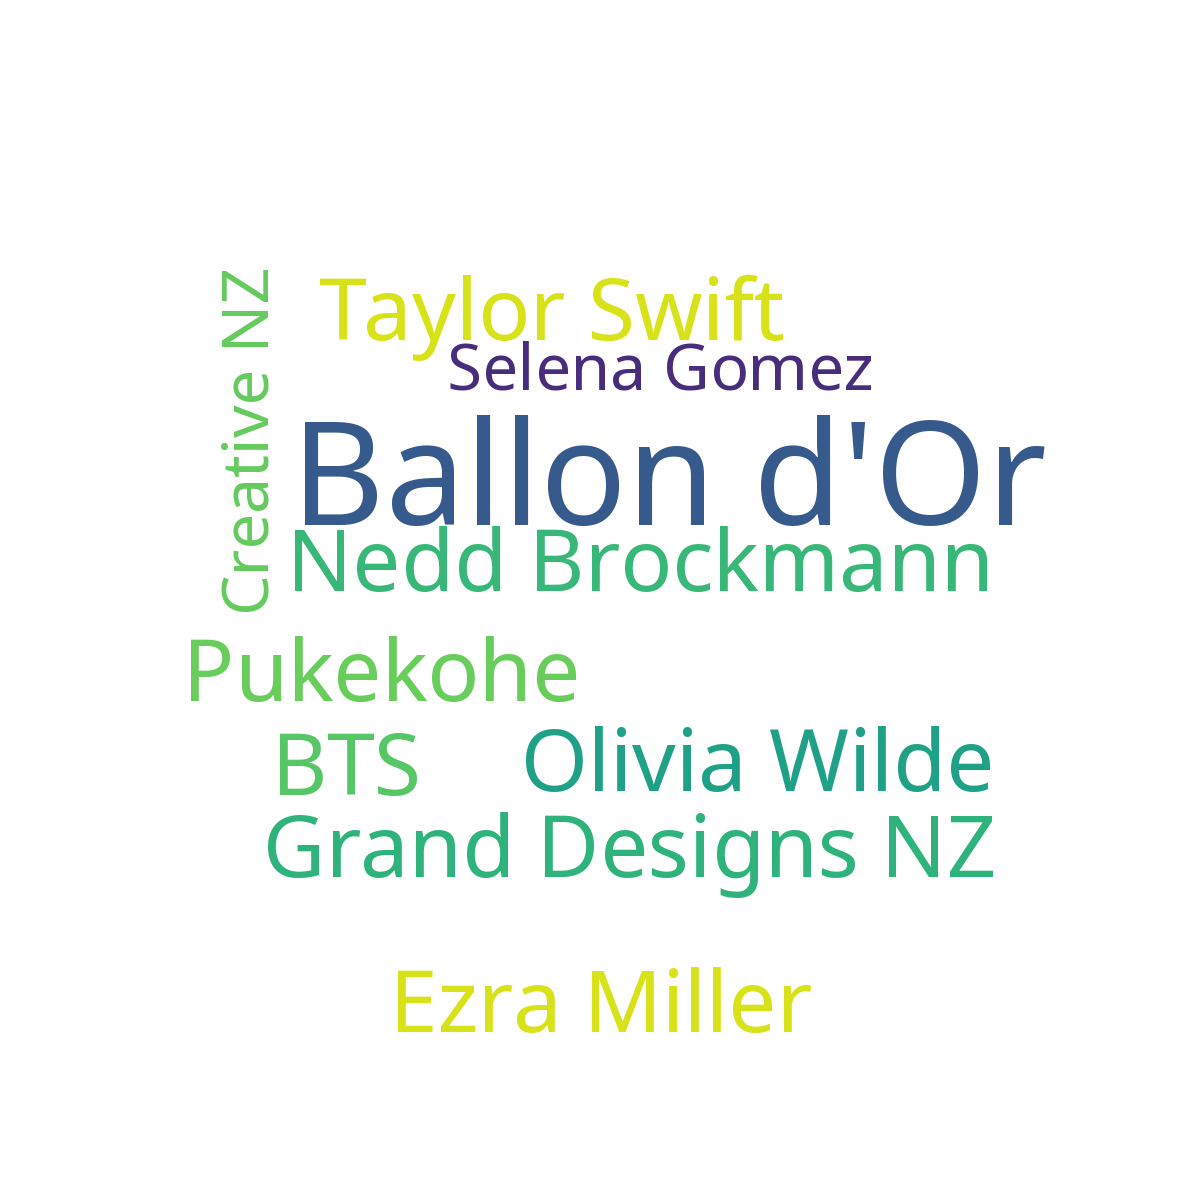 Creative NZ
Taylor Swift
Selena Gomez
Ballon d'Or
Nedd Brockmann
Pukekohe
BTS
Olivia Wilde
Grand Designs NZ
Ezra Miller